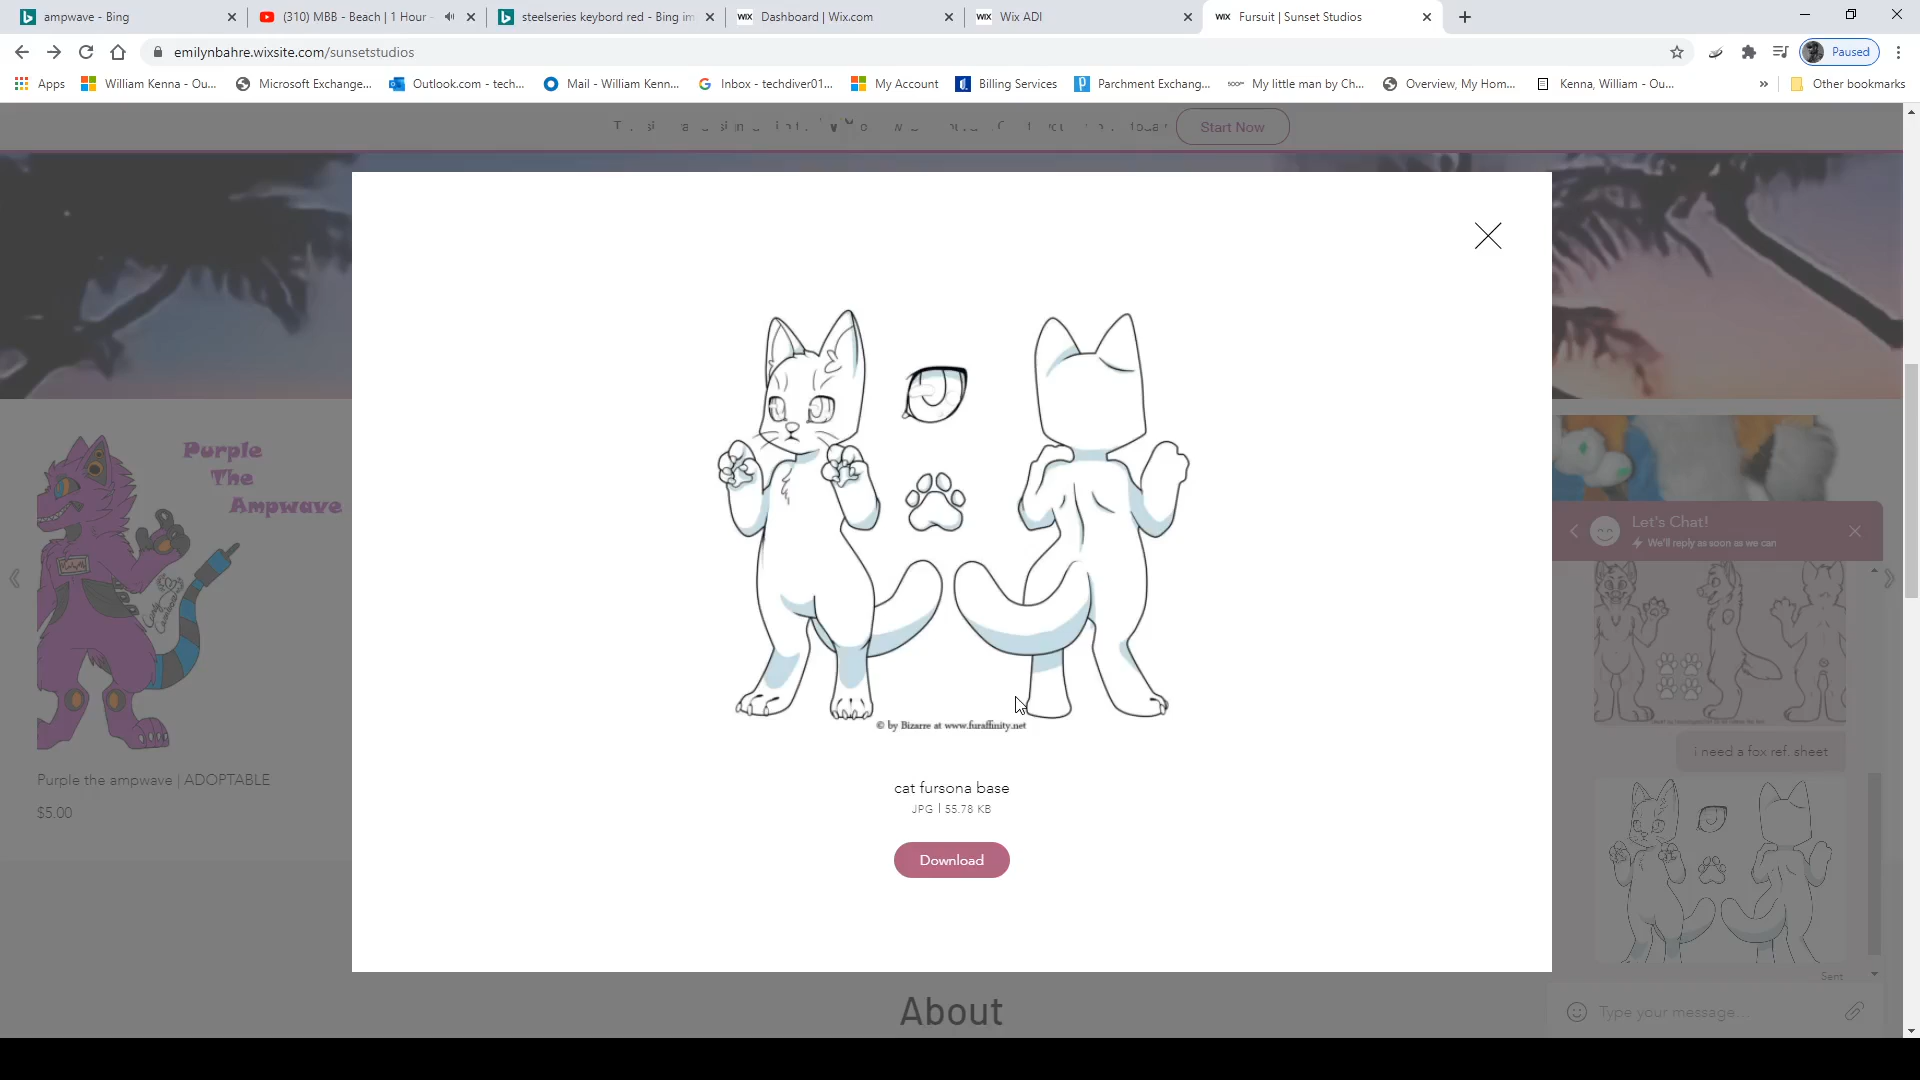 ampwave - Bing
(310) MBB - Beach | 1 Hour
steelseries keybord red - Bing im
WIX Dashboard | Wix.com
WIX Wix ADI
WIX Fursuit | Sunset Studios
emilynbahre.wixsite.com/sunsetstudios
Paused
Apps
William Kenna - Ou...
Microsoft Exchange...
Outlook.com - tech...
Mail - William Kenn...
Inbox - techdiver01...
My Account
Billing Services
Parchment Exchang...
My little man by Ch...
Overview, My Hom...
Kenna, William - Ou...
Other bookmarks
Start Now
Purple
The
Ampwave
Purple the ampwave | ADOPTABLE
$5.00
© by Bizarre at www.furaffinity.net
cat fursona base
JPG | 55.78 KB
Download
Let's Chat!
We'll reply as soon as we can
i need a fox ref. sheet
Sent
Type your message...
About